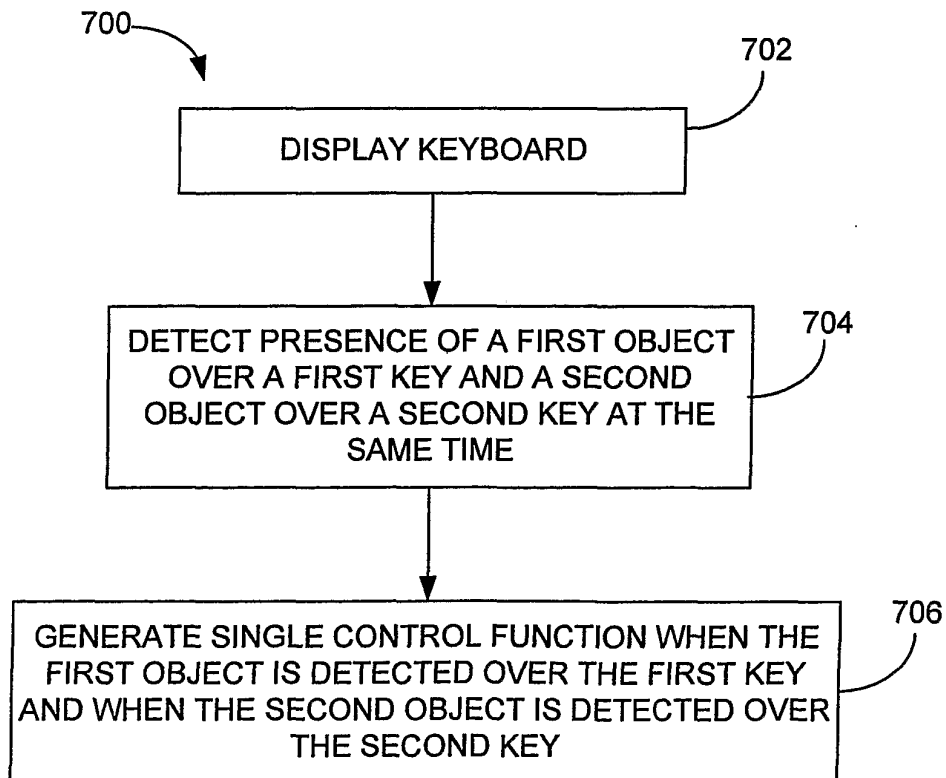 700
702
DISPLAY KEYBOARD
704
DETECT PRESENCE OF A FIRST OBJECT
OVER A FIRST KEY AND A SECOND
OBJECT OVER A SECOND KEY AT THE
SAME TIME
706
GENERATE SINGLE CONTROL FUNCTION WHEN THE
FIRST OBJECT IS DETECTED OVER THE FIRST KEY
AND WHEN THE SECOND OBJECT IS DETECTED OVER
THE SECOND KEY